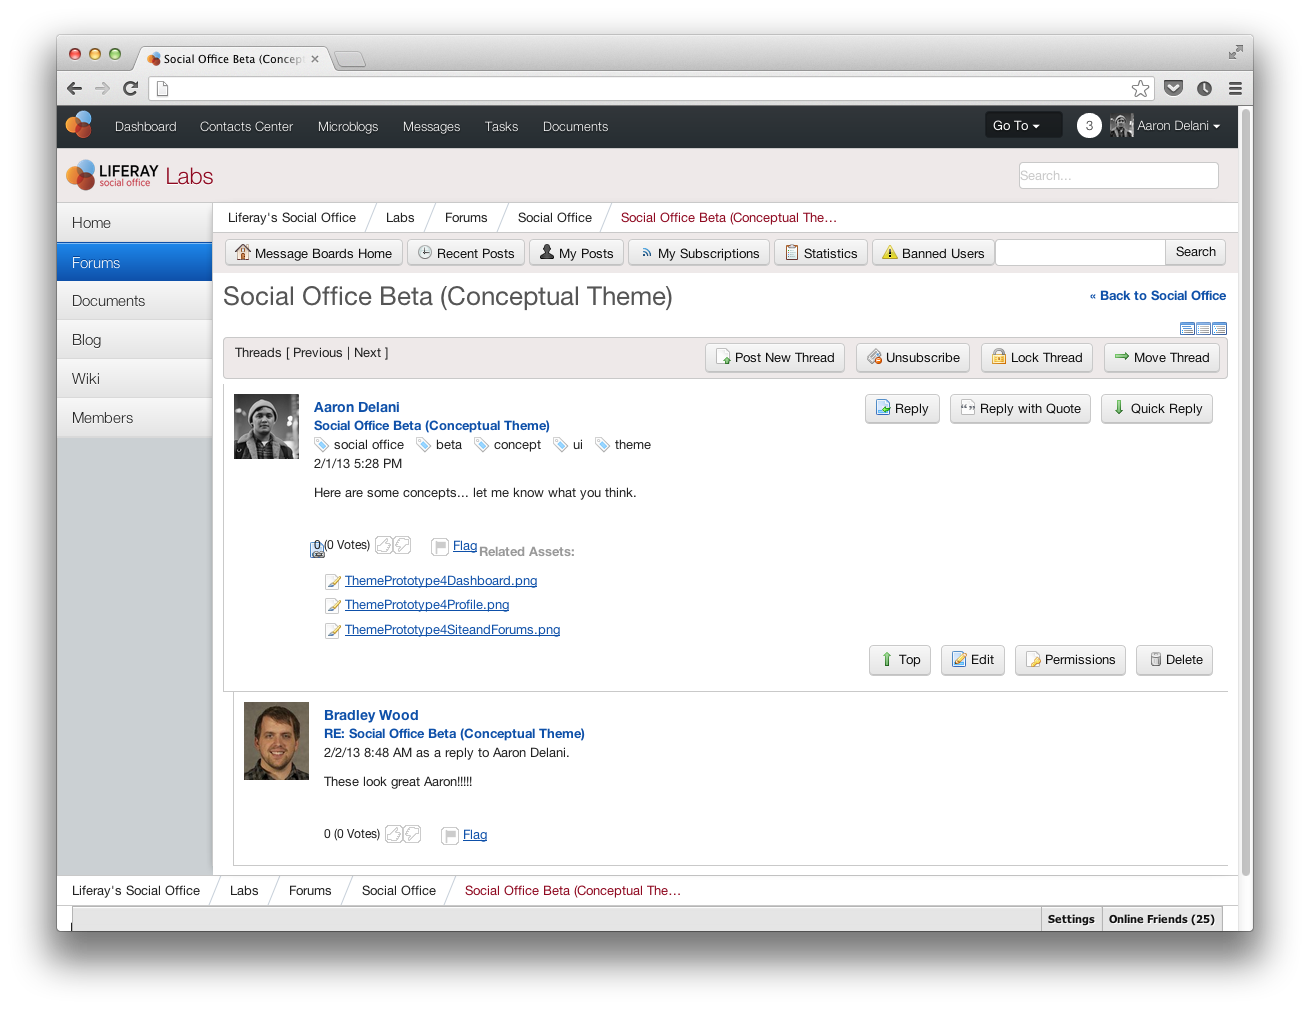 Social Office Beta (Concept
Dashboard Contacts Center Microblogs Messages Tasks Documents Go To 3 Aaron Delani
LIFERAY social office Labs Search...
Home
Forums
Documents
Blog
Wiki
Members
Liferay's Social Office Labs Forums Social Office Social Office Beta (Conceptual The...
Message Boards Home Recent Posts My Posts My Subscriptions Statistics Banned Users Search
Social Office Beta (Conceptual Theme) « Back to Social Office
Threads [ Previous | Next ] Post New Thread Unsubscribe Lock Thread Move Thread
Aaron Delani Reply Reply with Quote Quick Reply
Social Office Beta (Conceptual Theme)
social office beta concept ui theme
2/1/13 5:28 PM
Here are some concepts... let me know what you think.
0 (0 Votes) Flag Related Assets:
ThemePrototype4Dashboard.png
ThemePrototype4Profile.png
ThemePrototype4SiteandForums.png
Top Edit Permissions Delete
Bradley Wood
RE: Social Office Beta (Conceptual Theme)
2/2/13 8:48 AM as a reply to Aaron Delani.
These look great Aaron!!!!!
0 (0 Votes) Flag
Liferay's Social Office Labs Forums Social Office Social Office Beta (Conceptual The...
Settings Online Friends (25)